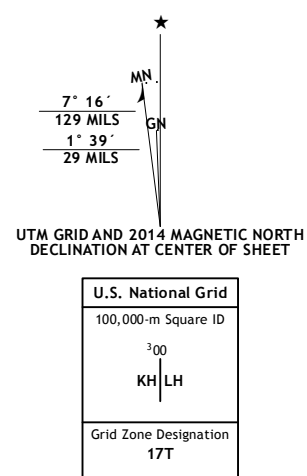 ★
MN
7° 16´
129 MILS
GN
1° 39´
29 MILS
UTM GRID AND 2014 MAGNETIC NORTH
DECLINATION AT CENTER OF SHEET
U.S. National Grid
100,000-m Square ID
³00
KH LH
Grid Zone Designation
17T